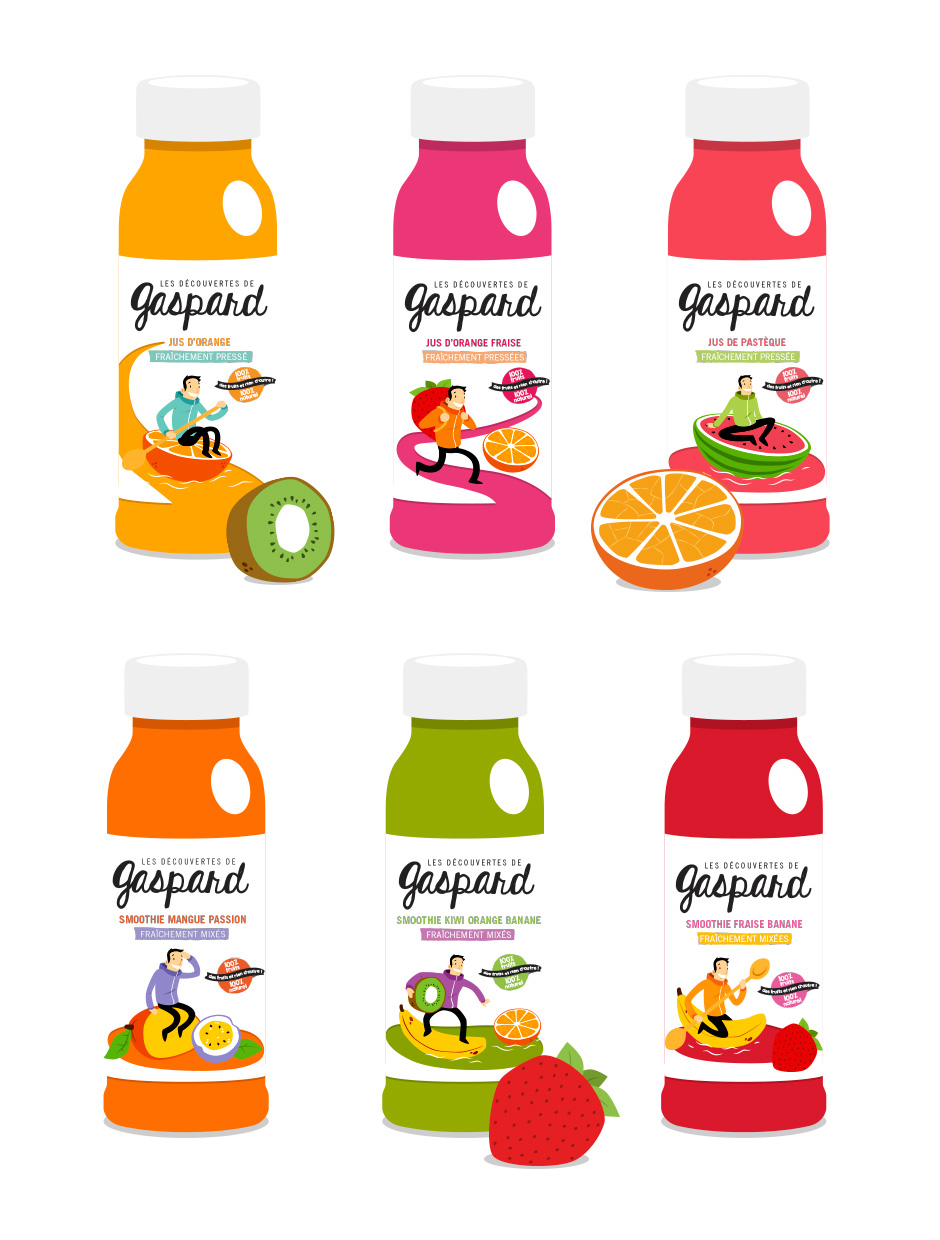 LES DÉCOUVERTES DE
gaspard
JUS D'ORANGE
FRAÎCHEMENT PRESSÉ
100%
fruits
des fruits et rien d'autre !
100%
naturel
LES DÉCOUVERTES DE
gaspard
JUS D'ORANGE FRAISE
FRAÎCHEMENT PRESSÉES
100%
fruits
des fruits et rien d'autre !
100%
naturel
LES DÉCOUVERTES DE
gaspard
JUS DE PASTÈQUE
FRAÎCHEMENT PRESSÉE
100%
fruits
des fruits et rien d'autre !
100%
naturel
LES DÉCOUVERTES DE
gaspard
SMOOTHIE MANGUE PASSION
FRAÎCHEMENT MIXÉS
100%
fruits
des fruits et rien d'autre !
100%
naturel
LES DÉCOUVERTES DE
gaspard
SMOOTHIE KIWI ORANGE BANANE
FRAÎCHEMENT MIXÉS
100%
fruits
des fruits et rien d'autre !
100%
naturel
LES DÉCOUVERTES DE
gaspard
SMOOTHIE FRAISE BANANE
FRAÎCHEMENT MIXÉES
100%
fruits
des fruits et rien d'autre !
100%
naturel